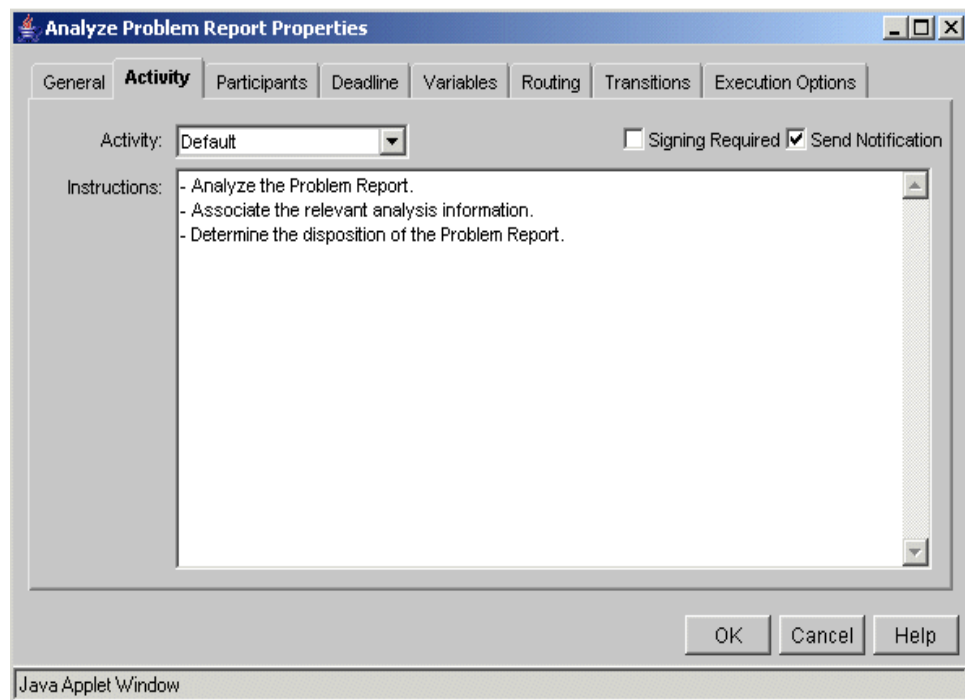 Analyze Problem Report Properties
General Activity Participants Deadline Variables Routing Transitions Execution Options
Activity: Default Signing Required Send Notification
Instructions: - Analyze the Problem Report.
- Associate the relevant analysis information.
- Determine the disposition of the Problem Report.
OK Cancel Help
Java Applet Window